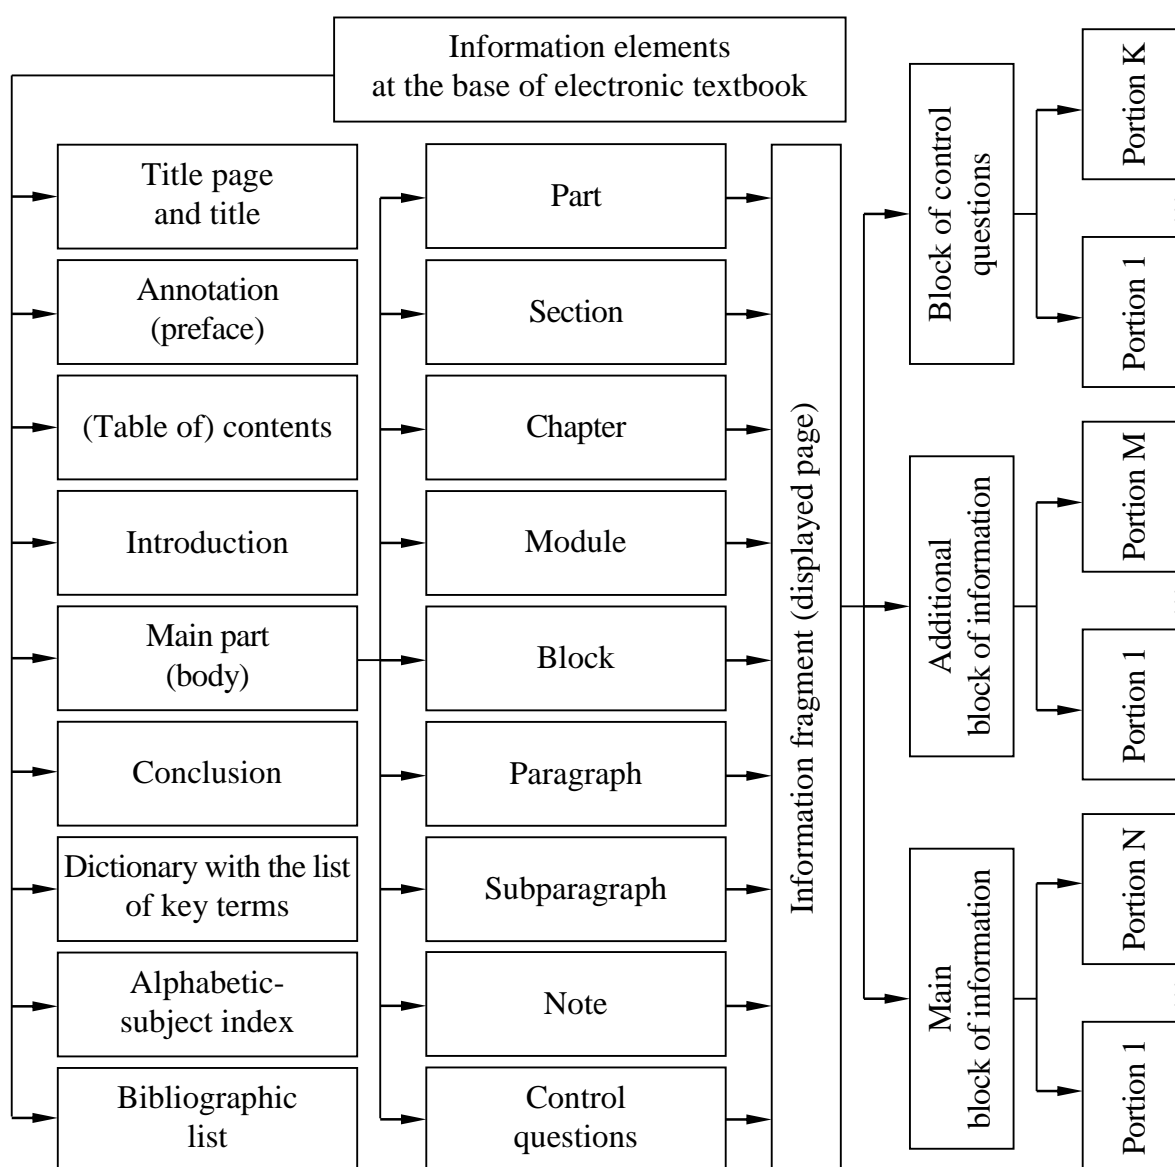 Information elements
at the base of electronic textbook
Title page
and title
Annotation
(preface)
(Table of) contents
Introduction
Main part
(body)
Conclusion
Dictionary with the list
of key terms
Alphabetic-
subject index
Bibliographic
list
Part
Section
Chapter
Module
Block
Paragraph
Subparagraph
Note
Control
questions
Information fragment (displayed page)
Block of control
questions
Additional
block of information
Main
block of information
Portion K
Portion 1
Portion M
Portion 1
Portion N
Portion 1